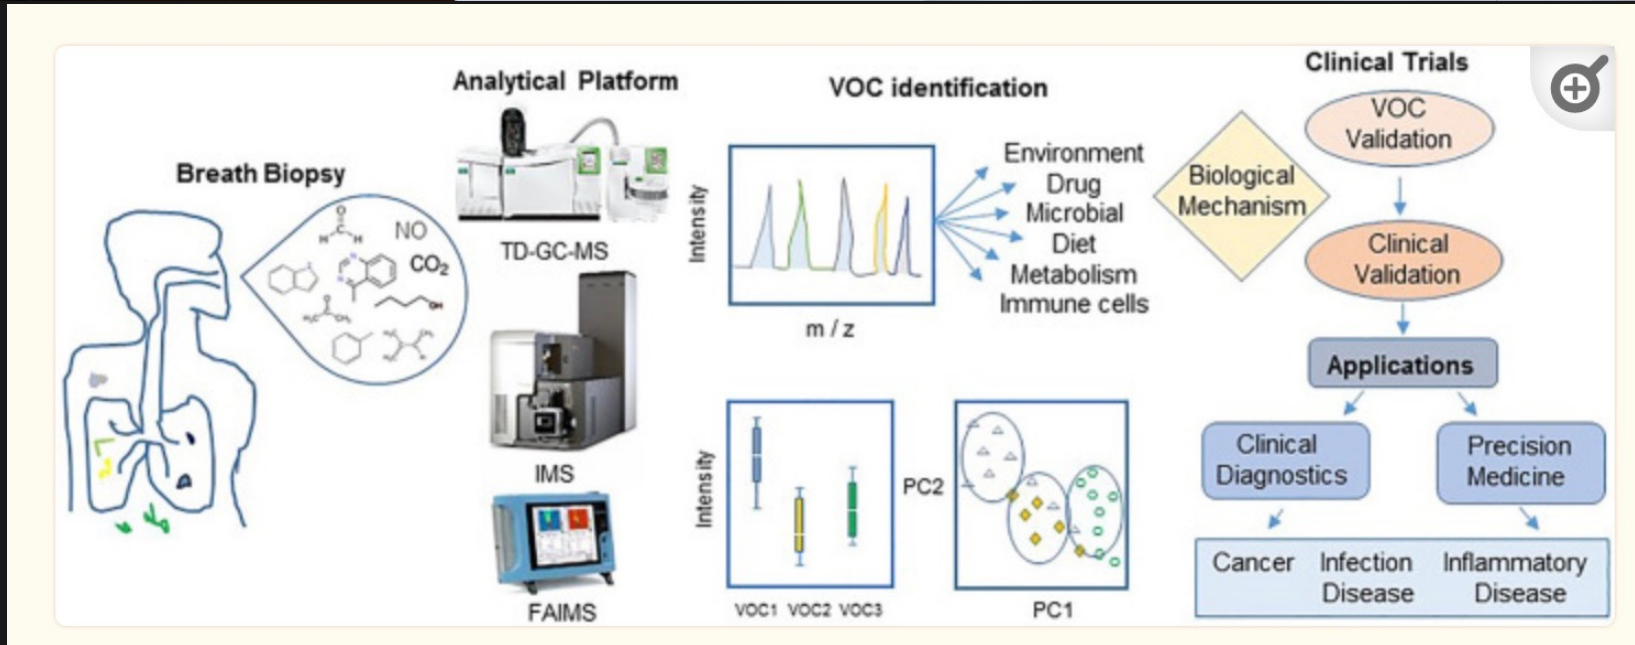 Breath Biopsy
NO
CO₂
Analytical Platform
TD-GC-MS
IMS
FAIMS
VOC identification
Intensity
m / z
Environment
Drug
Microbial
Diet
Metabolism
Immune cells
Intensity
VOC1 VOC2 VOC3
PC2
PC1
Clinical Trials
Biological
Mechanism
VOC
Validation
Clinical
Validation
Applications
Clinical
Diagnostics
Precision
Medicine
Cancer Infection Inflammatory
Disease Disease